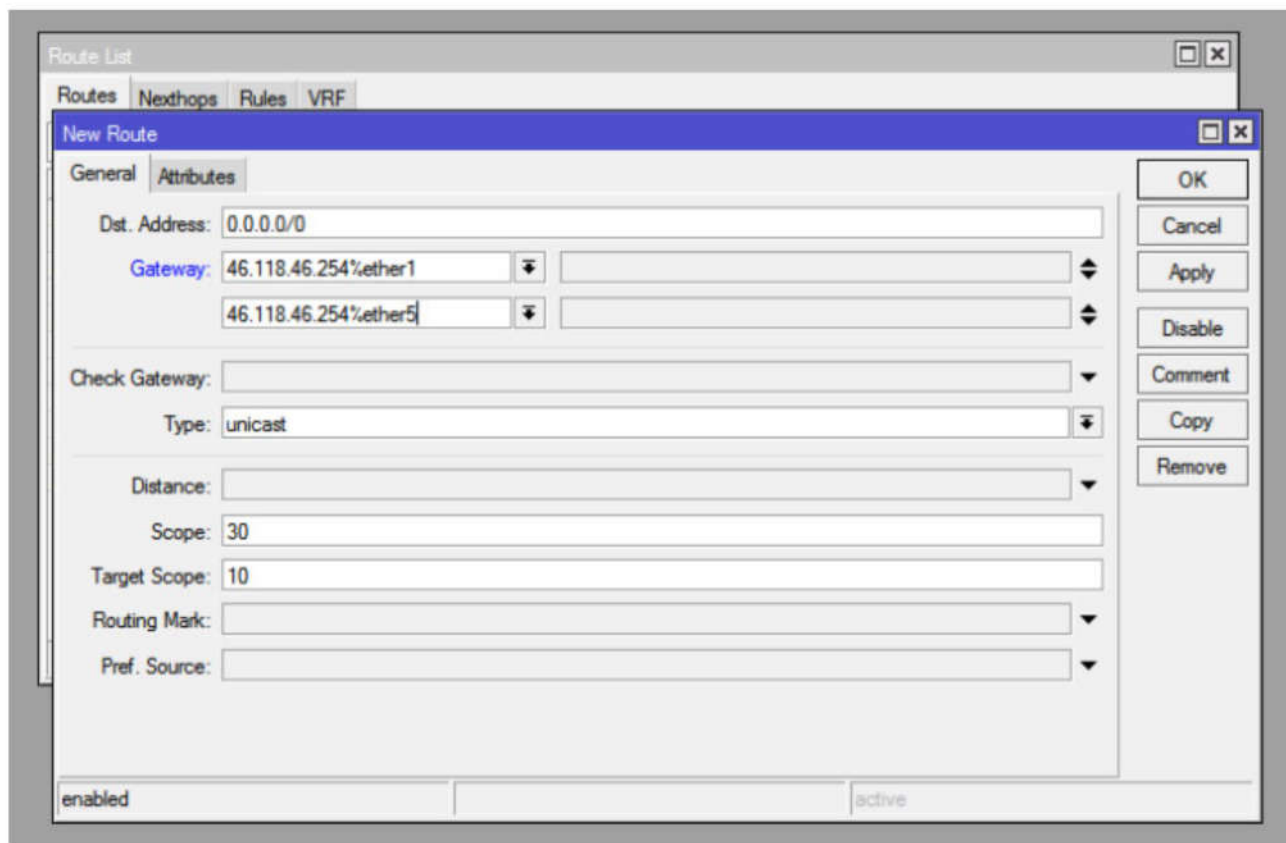 Route List
Routes Nexthops Rules VRF
New Route
General Attributes
OK
Dst. Address: 0.0.0.0/0
Cancel
Gateway: 46.118.46.254%ether1
Apply
46.118.46.254%ether5
Disable
Check Gateway:
Comment
Type: unicast
Copy
Remove
Distance:
Scope: 30
Target Scope: 10
Routing Mark:
Pref. Source:
enabled active